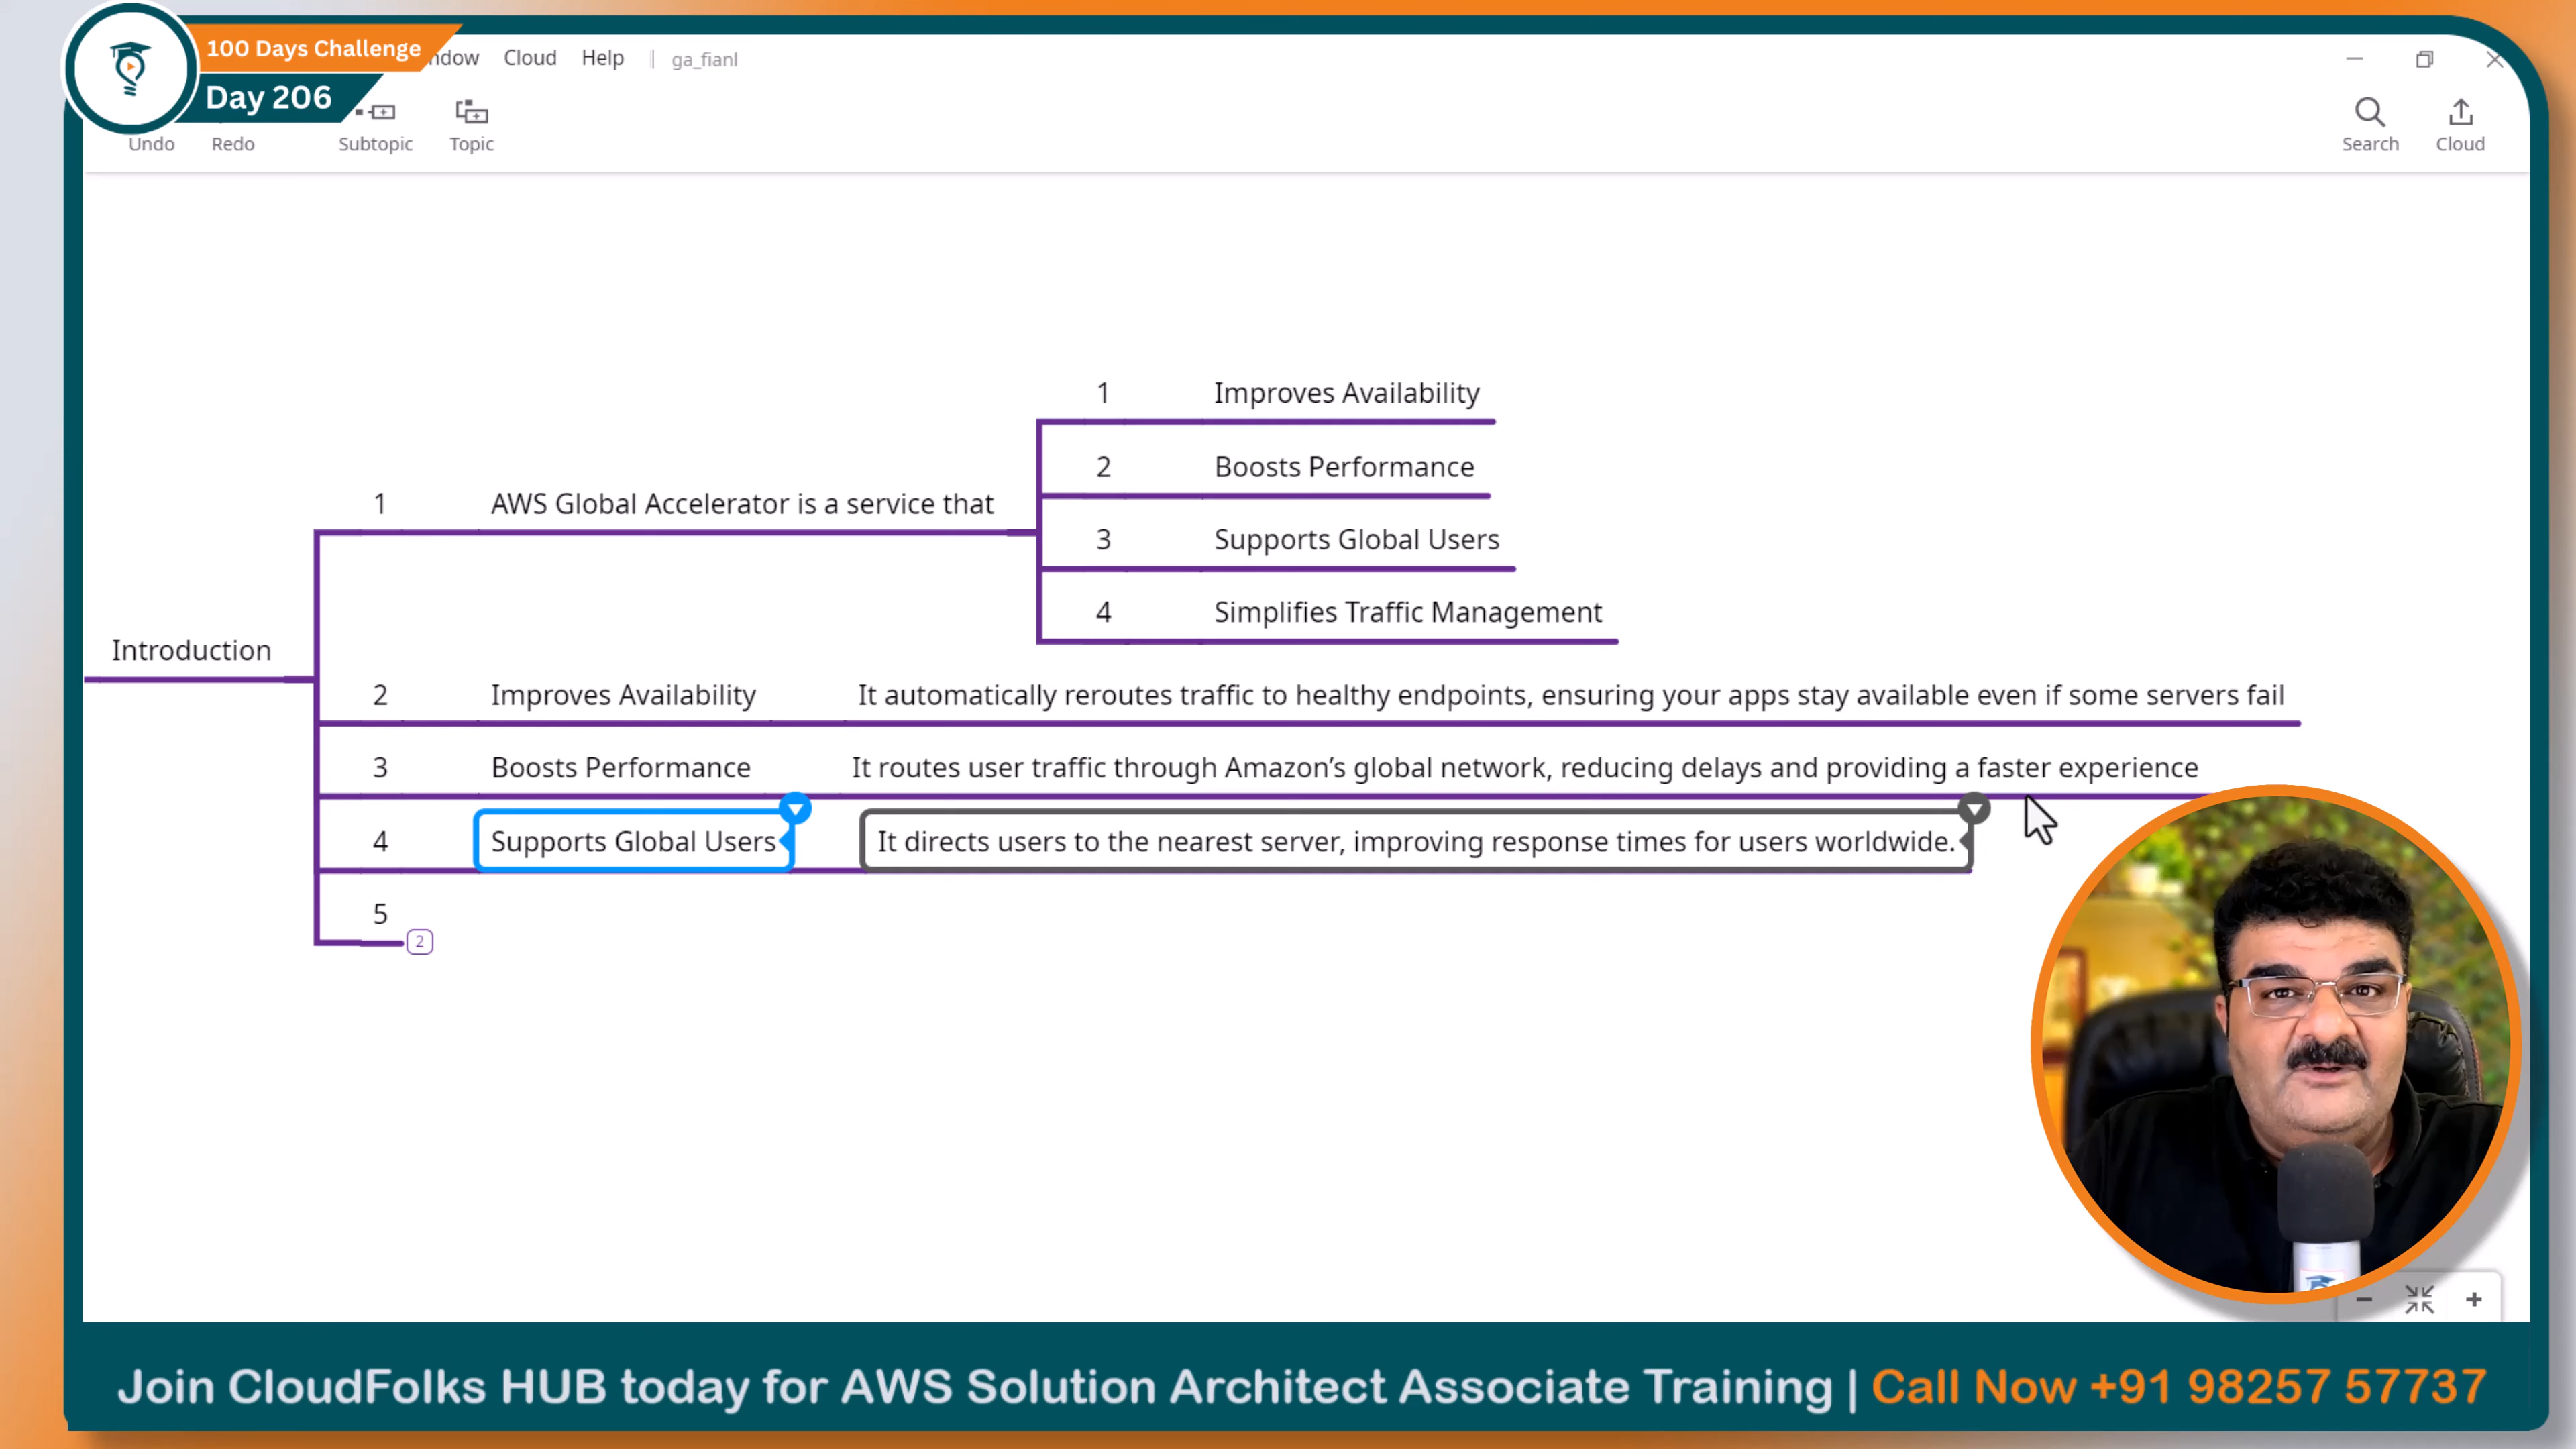 100 Days Challenge
Day 206
ndow Cloud Help | ga_fianl
Undo Redo Subtopic Topic Search Cloud
1 Improves Availability
2 Boosts Performance
1 AWS Global Accelerator is a service that
3 Supports Global Users
4 Simplifies Traffic Management
Introduction
2 Improves Availability It automatically reroutes traffic to healthy endpoints, ensuring your apps stay available even if some servers fail
3 Boosts Performance It routes user traffic through Amazon’s global network, reducing delays and providing a faster experience
4 Supports Global Users It directs users to the nearest server, improving response times for users worldwide.
5
2
Join CloudFolks HUB today for AWS Solution Architect Associate Training | Call Now +91 98257 57737